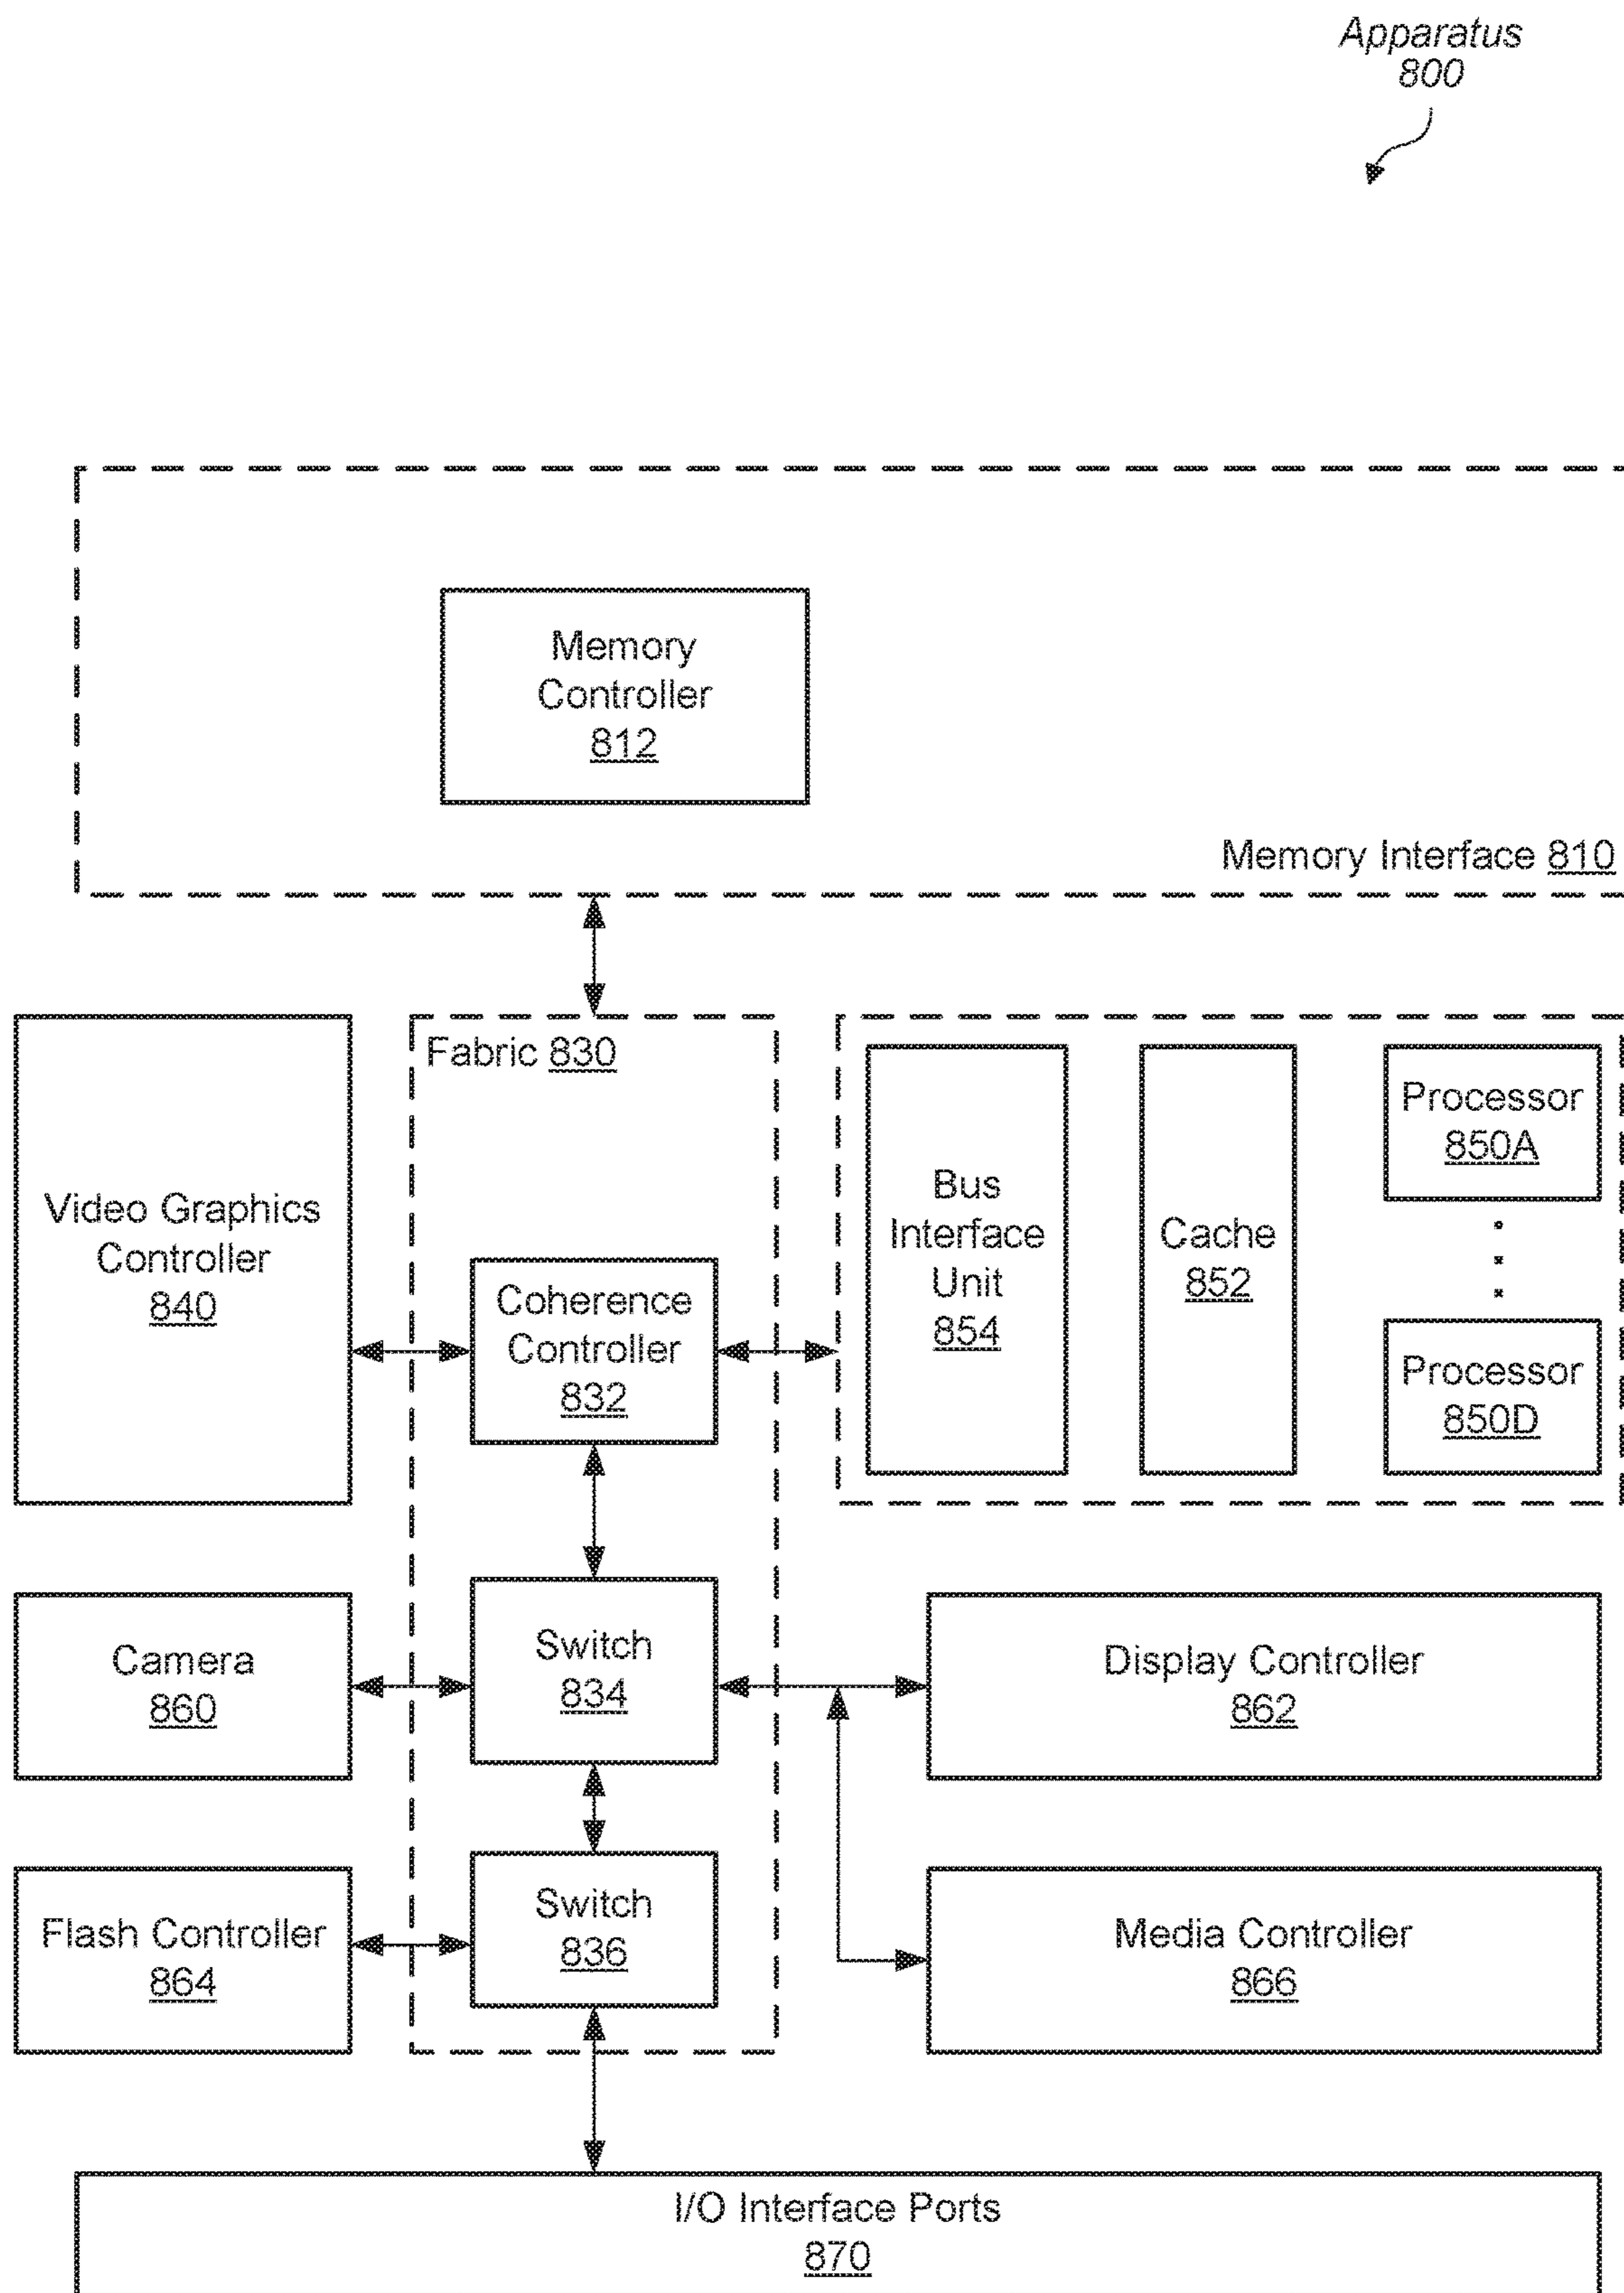 Apparatus
800
Memory
Controller
812
Memory Interface 810
Fabric 830
Video Graphics
Controller
840
Coherence
Controller
832
Bus
Interface
Unit
854
Cache
852
Processor
850A
Processor
850D
Camera
860
Switch
834
Display Controller
862
Flash Controller
864
Switch
836
Media Controller
866
I/O Interface Ports
870